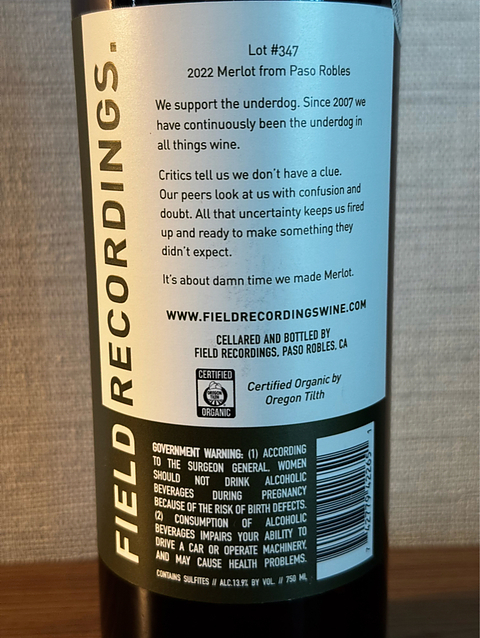 FIELD RECORDINGS.
Lot #347
2022 Merlot from Paso Robles
We support the underdog. Since 2007 we
have continuously been the underdog in
all things wine.
Critics tell us we don't have a clue.
Our peers look at us with confusion and
doubt. All that uncertainty keeps us fired
up and ready to make something they
didn't expect.
It's about damn time we made Merlot.
WWW.FIELDRECORDINGSWINE.COM
CELLARED AND BOTTLED BY
FIELD RECORDINGS, PASO ROBLES, CA
CERTIFIED
ORGANIC
Certified Organic by
Oregon Tilth
GOVERNMENT WARNING: (1) ACCORDING
TO THE SURGEON GENERAL, WOMEN
SHOULD NOT DRINK ALCOHOLIC
BEVERAGES DURING PREGNANCY
BECAUSE OF THE RISK OF BIRTH DEFECTS.
(2) CONSUMPTION OF ALCOHOLIC
BEVERAGES IMPAIRS YOUR ABILITY TO
DRIVE A CAR OR OPERATE MACHINERY,
AND MAY CAUSE HEALTH PROBLEMS.
CONTAINS SULFITES // ALC.13.9% BY VOL. // 750 ML
7 42779 42265 1